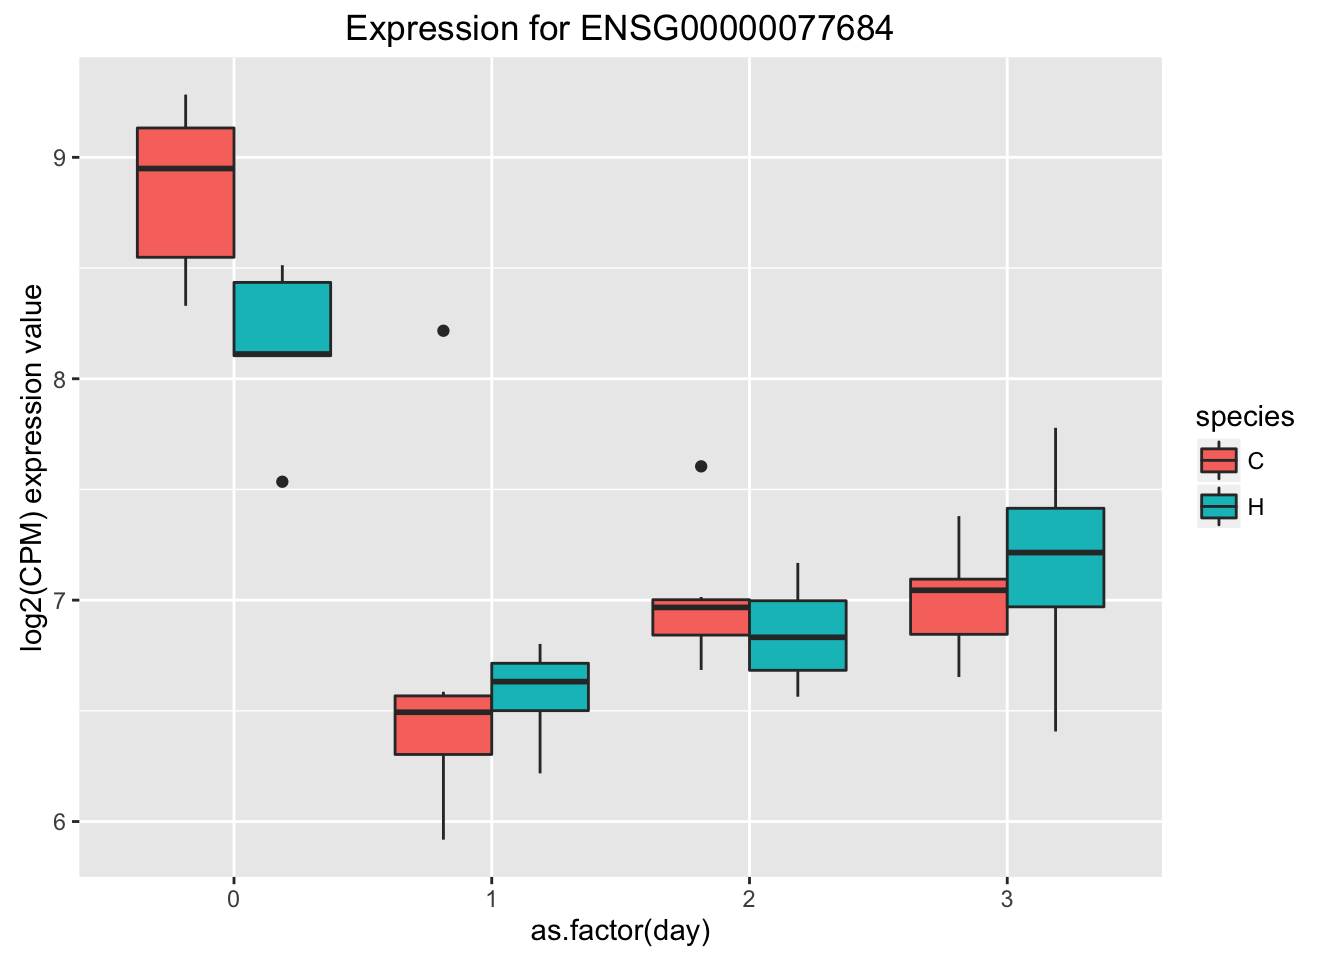 Expression for ENSG00000077684
log2(CPM) expression value
9
8
7
6
0 1 2 3
as.factor(day)
species
C
H